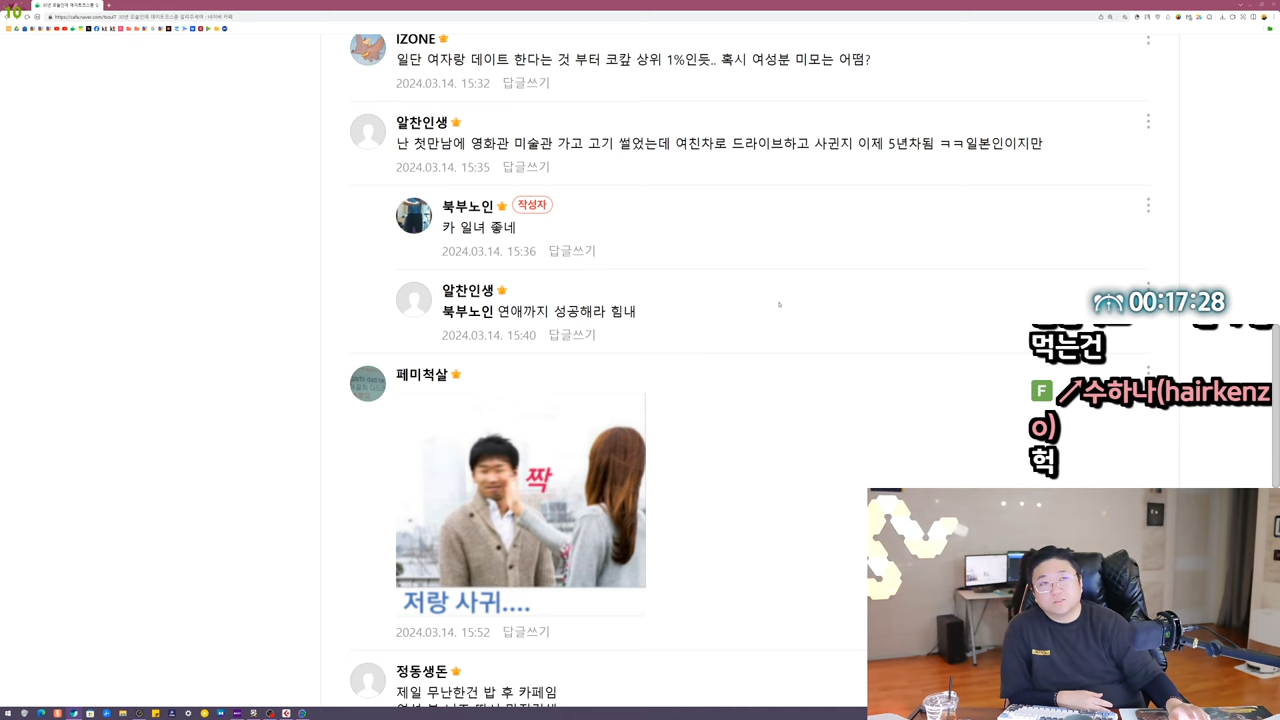 https://cafe.naver.com/bsoul7
IZONE
일단 여자랑 데이트 한다는 것 부터 코캎 상위 1%인듯.. 혹시 여성분 미모는 어떰?
2024.03.14. 15:32 답글쓰기
알찬인생
난 첫만남에 영화관 미술관 가고 고기 썰었는데 여친차로 드라이브하고 사귄지 이제 5년차됨 ㅋㅋ일본인이지만
2024.03.14. 15:35 답글쓰기
북부노인 작성자
카 일녀 좋네
2024.03.14. 15:36 답글쓰기
알찬인생
북부노인 연애까지 성공해라 힘내
2024.03.14. 15:40 답글쓰기
00:17:28
먹는건
F ↗수하나(hairkenz
이)
헉
페미척살
짝
저랑 사귀....
2024.03.14. 15:52 답글쓰기
정동생돈
제일 무난한건 밥 후 카페임